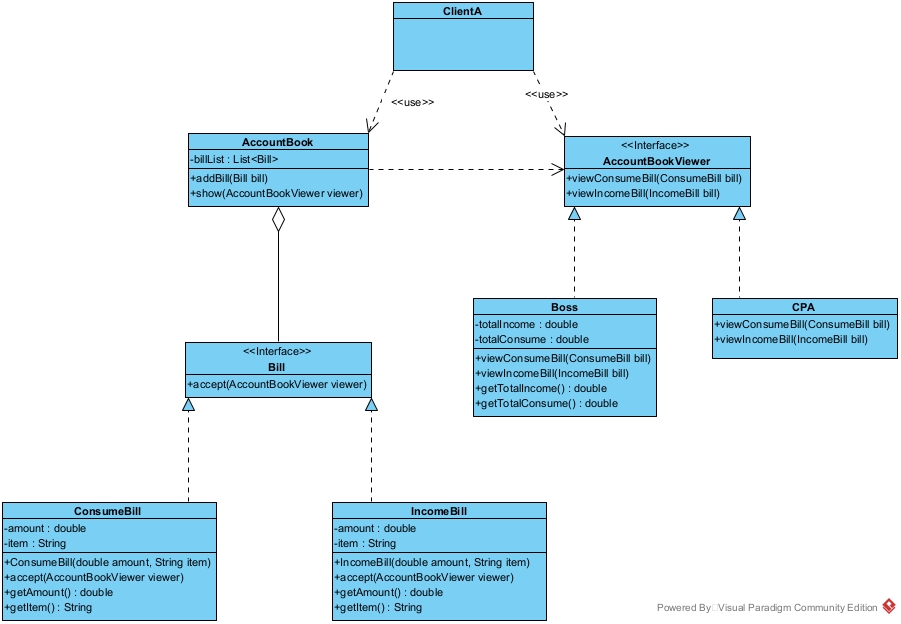 ClientA
<<use>>
<<use>>
AccountBook
-billList : List<Bill>
+addBill(Bill bill)
+show(AccountBookViewer viewer)
<<Interface>>
AccountBookViewer
+viewConsumeBill(ConsumeBill bill)
+viewIncomeBill(IncomeBill bill)
Boss
-totalIncome : double
-totalConsume : double
+viewConsumeBill(ConsumeBill bill)
+viewIncomeBill(IncomeBill bill)
+getTotalIncome() : double
+getTotalConsume() : double
CPA
+viewConsumeBill(ConsumeBill bill)
+viewIncomeBill(IncomeBill bill)
<<Interface>>
Bill
+accept(AccountBookViewer viewer)
ConsumeBill
-amount : double
-item : String
+ConsumeBill(double amount, String item)
+accept(AccountBookViewer viewer)
+getAmount() : double
+getItem() : String
IncomeBill
-amount : double
-item : String
+IncomeBill(double amount, String item)
+accept(AccountBookViewer viewer)
+getAmount() : double
+getItem() : String
Powered By Visual Paradigm Community Edition